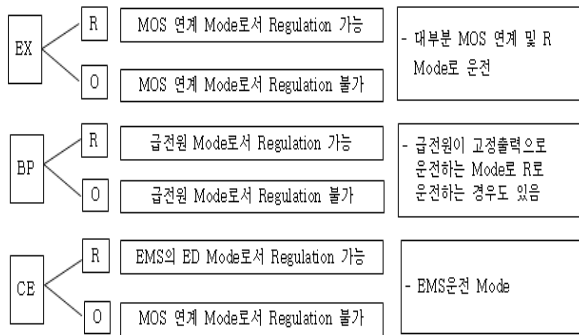 EX
R
MOS 연계 Mode로서 Regulation 가능
O
MOS 연계 Mode로서 Regulation 불가
- 대부분 MOS 연계 및 R
Mode로 운전
BP
R
급전원 Mode로서 Regulation 가능
O
급전원 Mode로서 Regulation 불가
- 급전원이 고정출력으로
운전하는 Mode로 R로
운전하는 경우도 있음
CE
R
EMS의 ED Mode로서 Regulation 가능
O
MOS 연계 Mode로서 Regulation 불가
- EMS운전 Mode